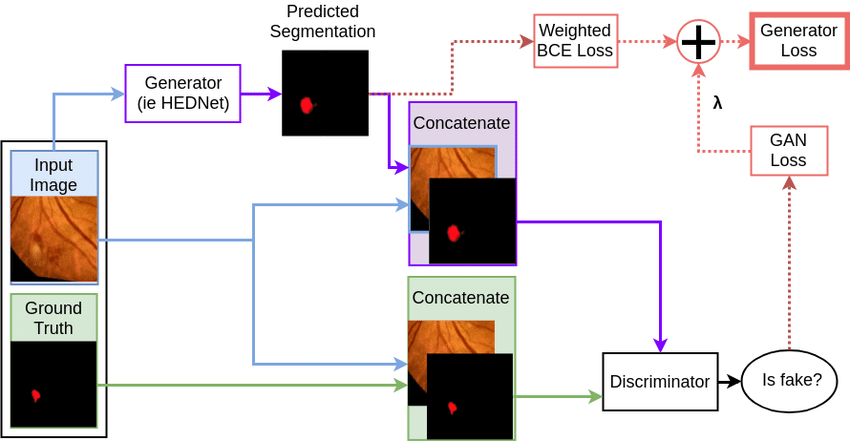 Predicted
Segmentation
Weighted
BCE Loss
Generator
Loss
Generator
(ie HEDNet)
λ
Concatenate
GAN
Loss
Input
Image
Ground
Truth
Concatenate
Discriminator
Is fake?